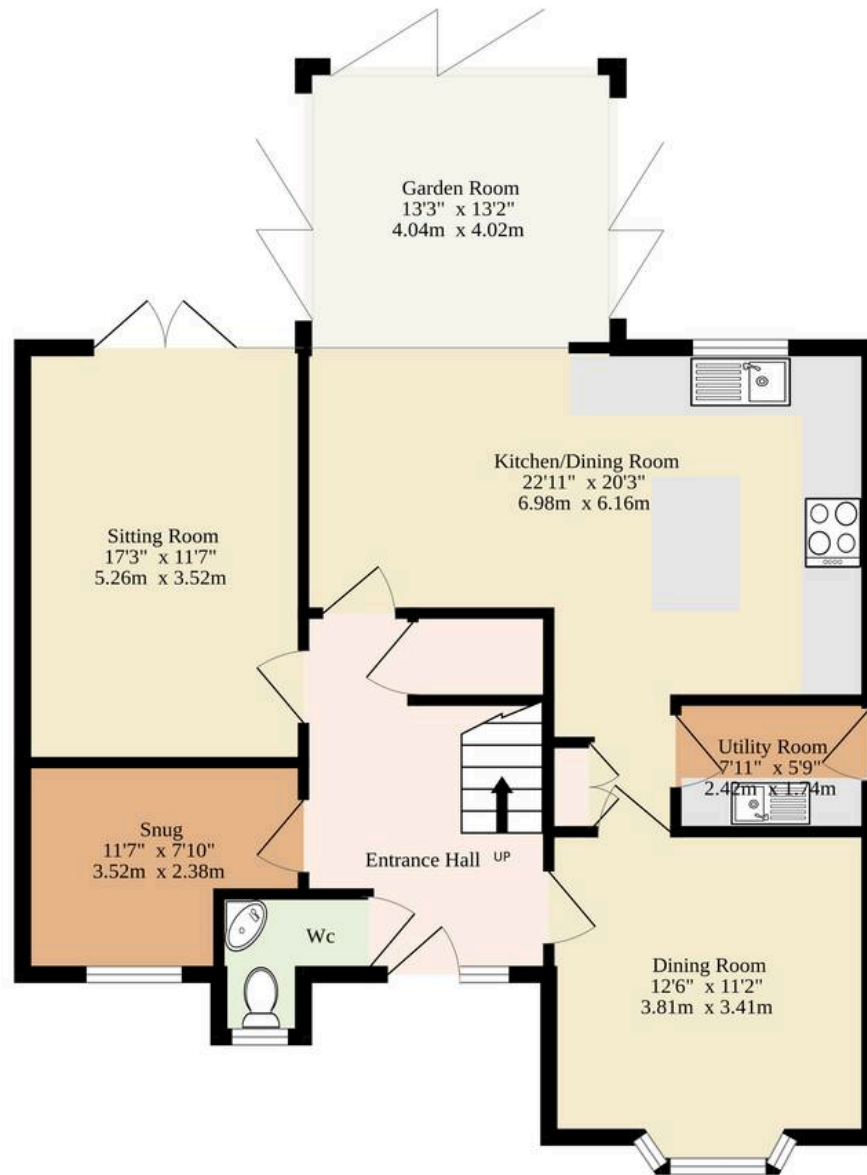 Garden Room
13'3" x 13'2"
4.04m x 4.02m
Kitchen/Dining Room
22'11" x 20'3"
6.98m x 6.16m
Sitting Room
17'3" x 11'7"
5.26m x 3.52m
Utility Room
7'11" x 5'9"
2.42m x 1.74m
Snug
11'7" x 7'10"
3.52m x 2.38m
Entrance Hall
UP
Wc
Dining Room
12'6" x 11'2"
3.81m x 3.41m